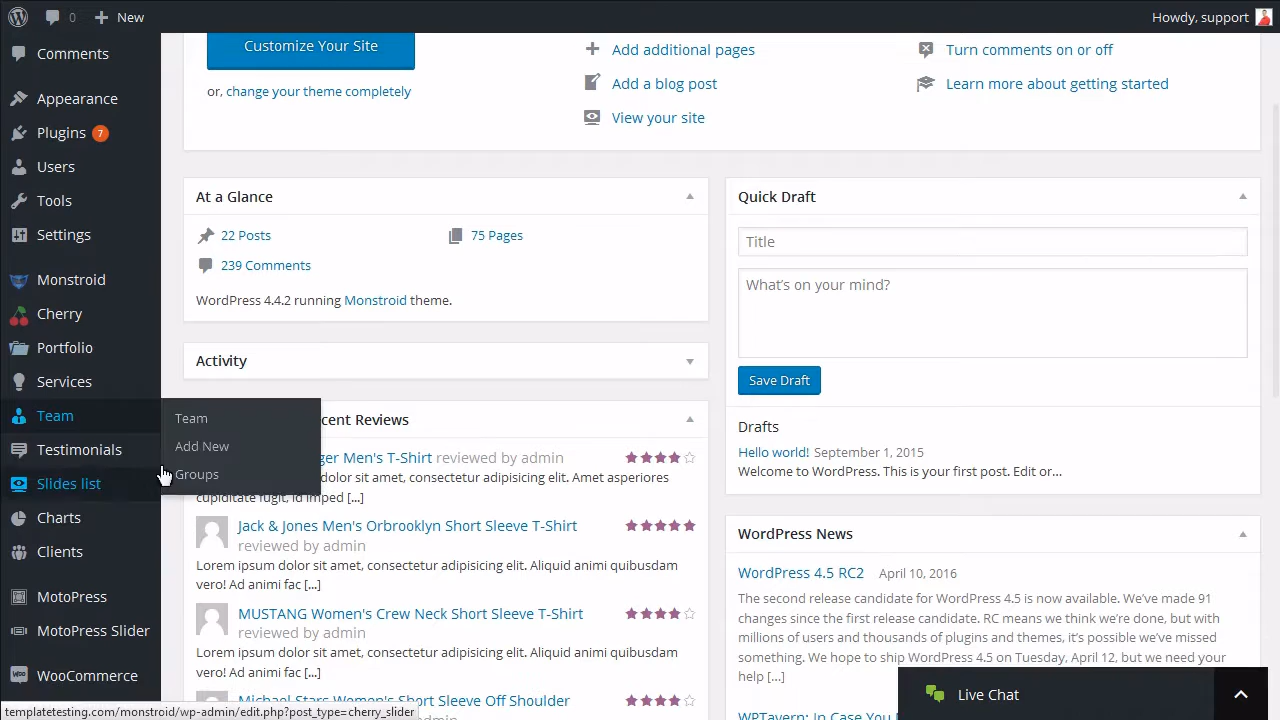 0
New
Howdy, support
Comments
Appearance
Plugins 7
Users
Tools
Settings
Monstroid
Cherry
Portfolio
Services
Team
Testimonials
Slides list
Charts
Clients
MotoPress
MotoPress Slider
WooCommerce
Team
Add New
Groups
Customize Your Site
or, change your theme completely
Add additional pages
Add a blog post
View your site
Turn comments on or off
Learn more about getting started
At a Glance
22 Posts
75 Pages
239 Comments
WordPress 4.4.2 running Monstroid theme.
Activity
cent Reviews
ger Men's T-Shirt reviewed by admin
Lorem ipsum dolor sit amet, consectetur adipisicing elit. Amet asperiores
cupiditate fugit, id imped [...]
Jack & Jones Men's Orbrooklyn Short Sleeve T-Shirt
reviewed by admin
Lorem ipsum dolor sit amet, consectetur adipisicing elit. Aliquid animi quibusdam
vero! Ad animi fac [...]
MUSTANG Women's Crew Neck Short Sleeve T-Shirt
reviewed by admin
Lorem ipsum dolor sit amet, consectetur adipisicing elit. Aliquid animi quibusdam
vero! Ad animi fac [...]
Michael Stars Women's Short Sleeve Off Shoulder
Quick Draft
Title
What's on your mind?
Save Draft
Drafts
Hello world! September 1, 2015
Welcome to WordPress. This is your first post. Edit or…
WordPress News
WordPress 4.5 RC2 April 10, 2016
The second release candidate for WordPress 4.5 is now available. We've made 91
changes since the first release candidate. RC means we think we're done, but with
millions of users and thousands of plugins and themes, it's possible we've missed
something. We hope to ship WordPress 4.5 on Tuesday, April 12, but we need your
help [...]
WPTavern: In Case You
Live Chat
templatetesting.com/monstroid/wp-admin/edit.php?post_type=cherry_slider